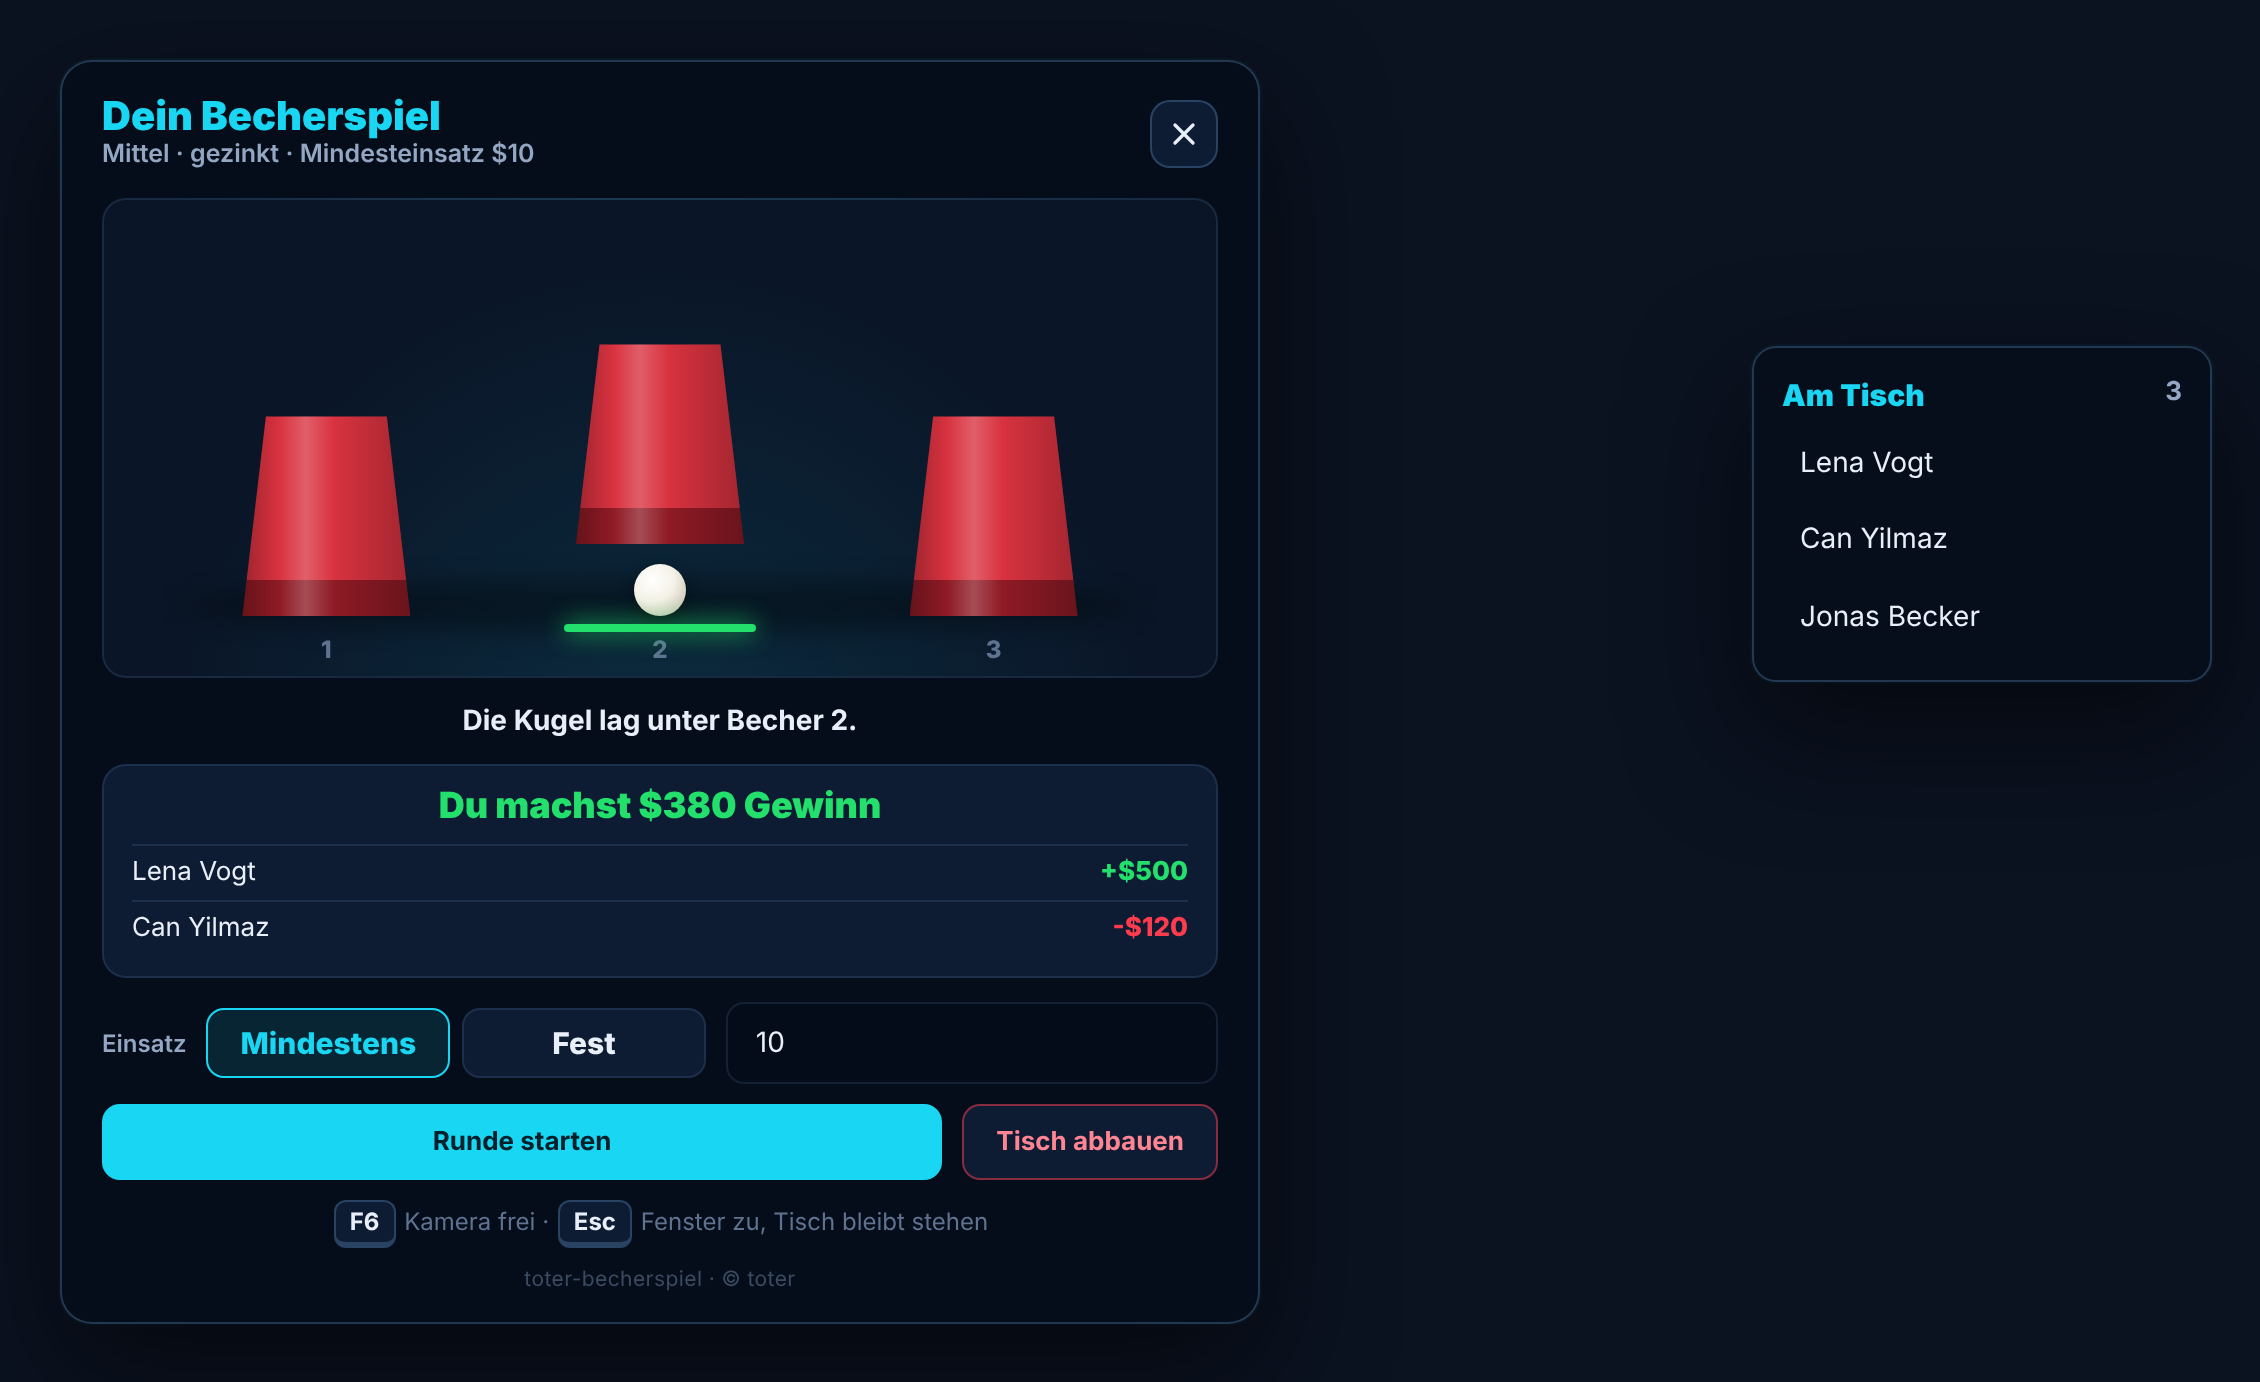 Dein Becherspiel
Mittel · gezinkt · Mindesteinsatz $10
1 2 3
Die Kugel lag unter Becher 2.
Du machst $380 Gewinn
Lena Vogt +$500
Can Yilmaz -$120
Einsatz Mindestens Fest 10
Runde starten Tisch abbauen
F6 Kamera frei · Esc Fenster zu, Tisch bleibt stehen
toter-becherspiel · © toter
Am Tisch 3
Lena Vogt
Can Yilmaz
Jonas Becker